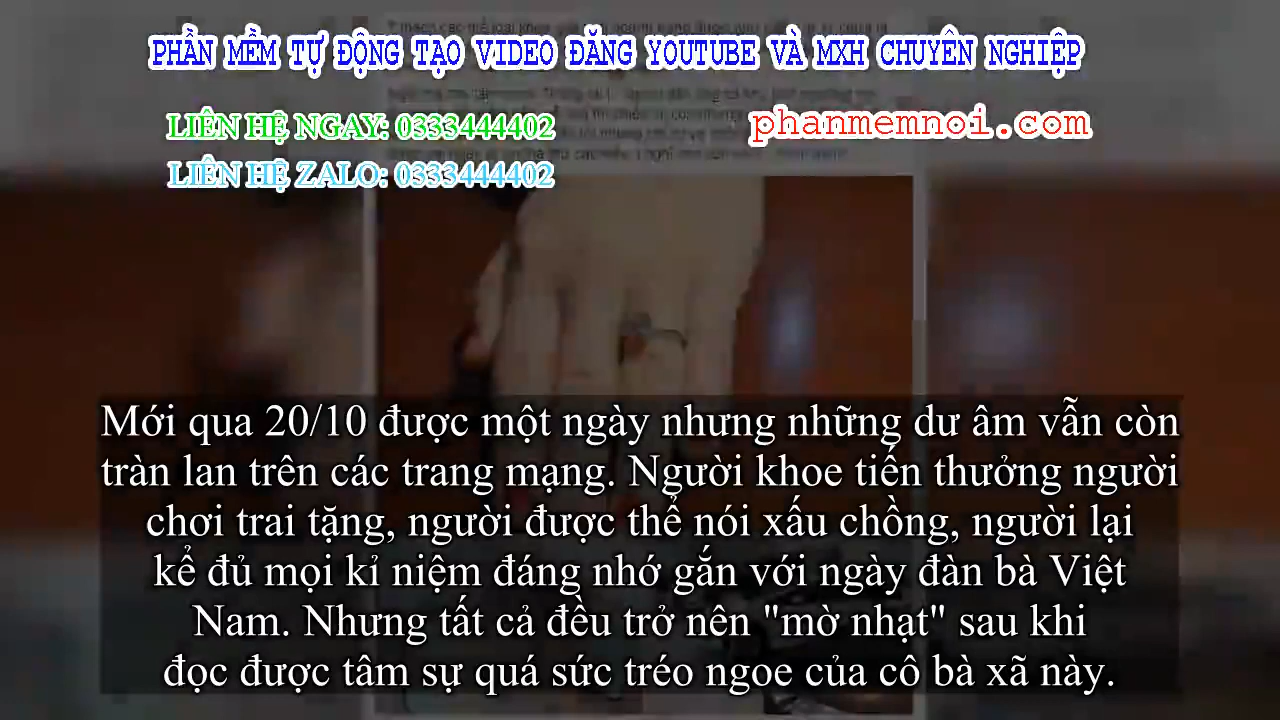 PHẦN MỀM TỰ ĐỘNG TẠO VIDEO ĐĂNG YOUTUBE VÀ MXH CHUYÊN NGHIỆP
LIÊN HỆ NGAY: 0333444402
phanmemnoi.com
LIÊN HỆ ZALO: 0333444402
Mới qua 20/10 được một ngày nhưng những dư âm vẫn còn
tràn lan trên các trang mạng. Người khoe tiến thưởng người
chơi trai tặng, người được thể nói xấu chồng, người lại
kể đủ mọi kỉ niệm đáng nhớ gắn với ngày đàn bà Việt
Nam. Nhưng tất cả đều trở nên "mờ nhạt" sau khi
đọc được tâm sự quá sức tréo ngoe của cô bà xã này.